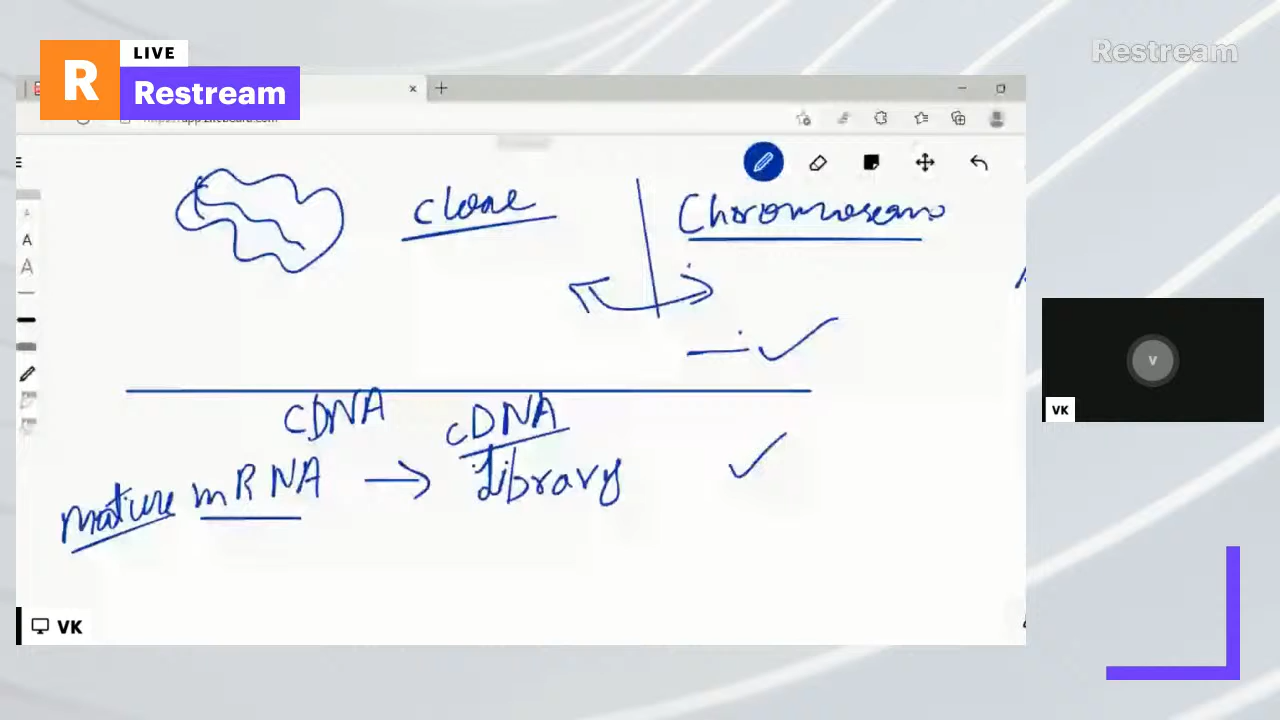 LIVE
R
Restream
Restream
clone
Chromosome
cDNA
cDNA
mature mRNA → Library
V
VK
VK